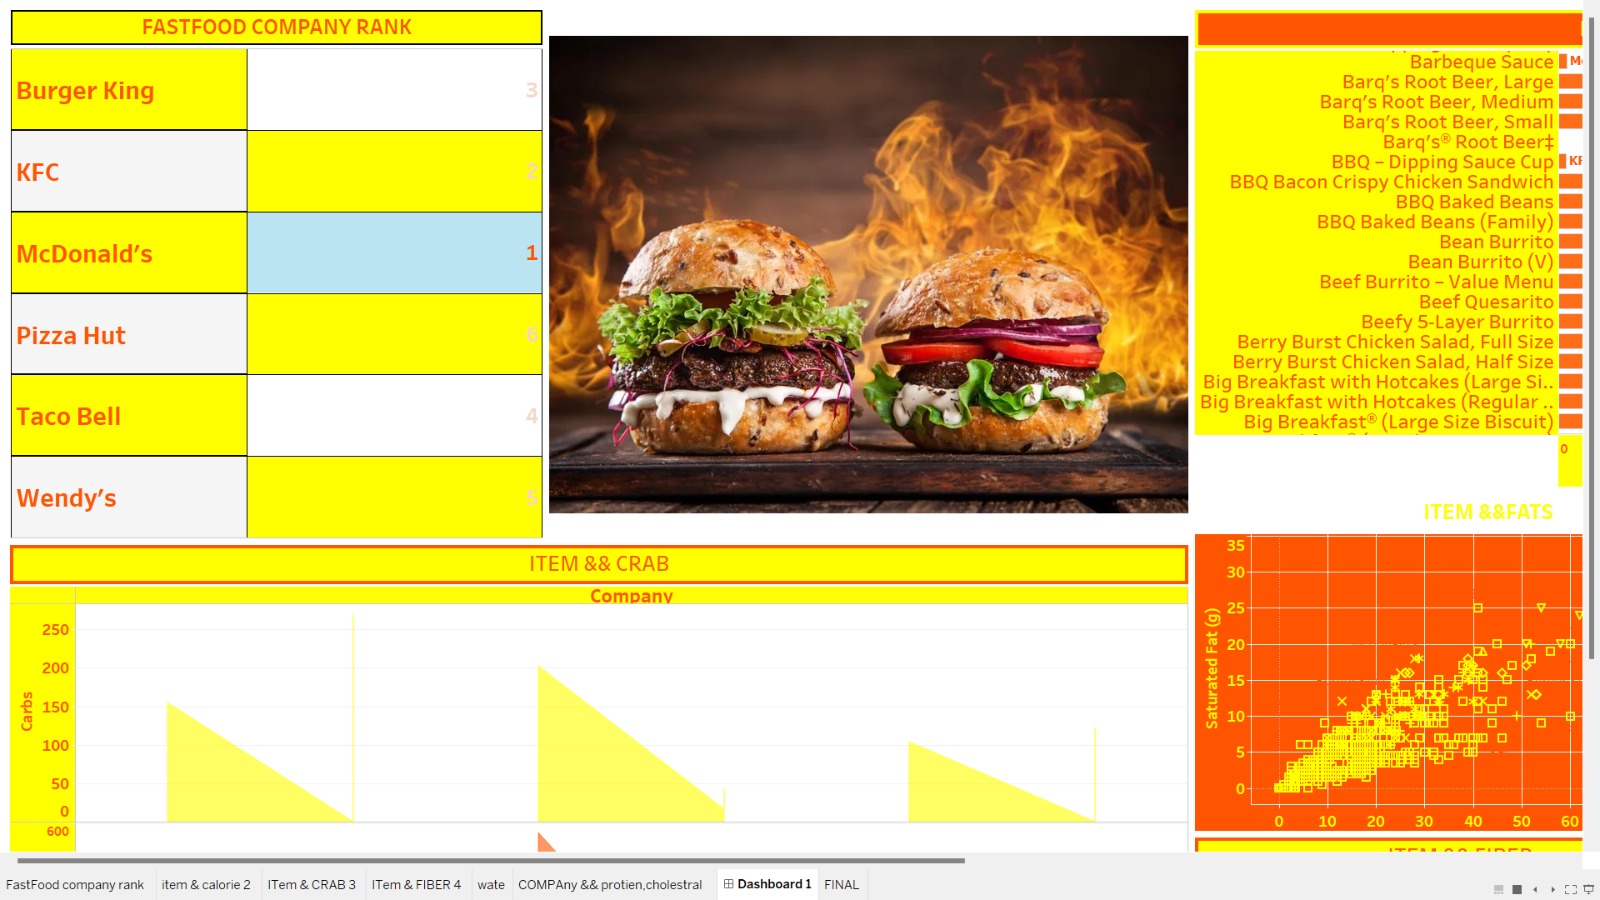 FASTFOOD COMPANY RANK
Burger King 3
KFC 2
McDonald's 1
Pizza Hut 6
Taco Bell 4
Wendy's 5
Barbeque Sauce
Barq's Root Beer, Large
Barq's Root Beer, Medium
Barq's Root Beer, Small
Barq's® Root Beer‡
BBQ – Dipping Sauce Cup
BBQ Bacon Crispy Chicken Sandwich
BBQ Baked Beans
BBQ Baked Beans (Family)
Bean Burrito
Bean Burrito (V)
Beef Burrito – Value Menu
Beef Quesarito
Beefy 5-Layer Burrito
Berry Burst Chicken Salad, Full Size
Berry Burst Chicken Salad, Half Size
Big Breakfast with Hotcakes (Large Si..
Big Breakfast with Hotcakes (Regular ..
Big Breakfast® (Large Size Biscuit)
0
ITEM &&FATS
Saturated Fat (g)
35
30
25
20
15
10
5
0
0 10 20 30 40 50 60
ITEM && CRAB
Company
Carbs
250
200
150
100
50
0
600
FastFood company rank
item & calorie 2
ITem & CRAB 3
ITem & FIBER 4
wate
COMPAny && protien,cholestral
Dashboard 1
FINAL